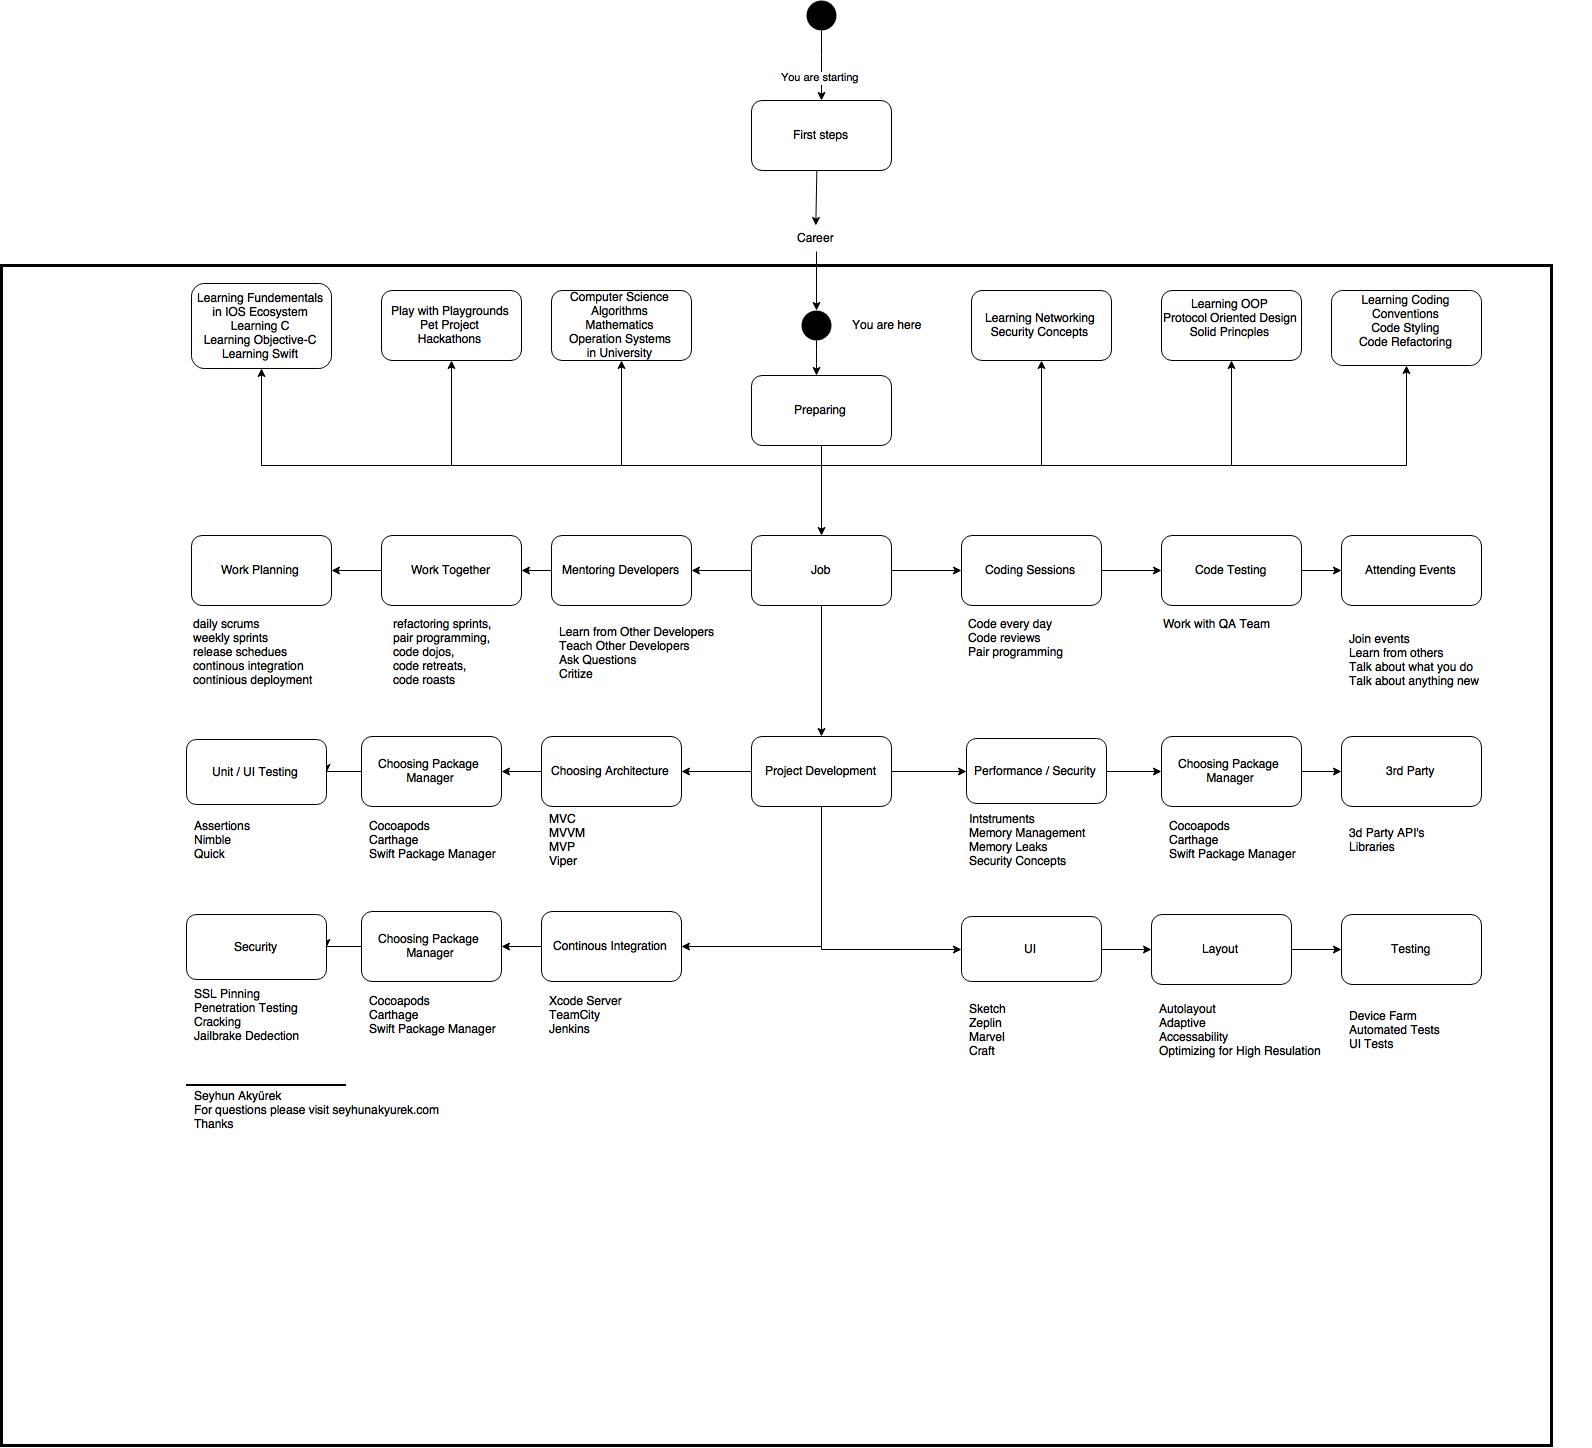 You are starting
First steps
Career
Learning Fundementals
in IOS Ecosystem
Learning C
Learning Objective-C
Learning Swift
Play with Playgrounds
Pet Project
Hackathons
Computer Science
Algorithms
Mathematics
Operation Systems
in University
You are here
Learning Networking
Security Concepts
Learning OOP
Protocol Oriented Design
Solid Princples
Learning Coding
Conventions
Code Styling
Code Refactoring
Preparing
Work Planning
Work Together
Mentoring Developers
Job
Coding Sessions
Code Testing
Attending Events
daily scrums
weekly sprints
release schedues
continous integration
continious deployment
refactoring sprints,
pair programming,
code dojos,
code retreats,
code roasts
Learn from Other Developers
Teach Other Developers
Ask Questions
Critize
Code every day
Code reviews
Pair programming
Work with QA Team
Join events
Learn from others
Talk about what you do
Talk about anything new
Unit / UI Testing
Choosing Package
Manager
Choosing Architecture
Project Development
Performance / Security
Choosing Package
Manager
3rd Party
Assertions
Nimble
Quick
Cocoapods
Carthage
Swift Package Manager
MVC
MVVM
MVP
Viper
Intstruments
Memory Management
Memory Leaks
Security Concepts
Cocoapods
Carthage
Swift Package Manager
3d Party API's
Libraries
Security
Choosing Package
Manager
Continous Integration
UI
Layout
Testing
SSL Pinning
Penetration Testing
Cracking
Jailbrake Dedection
Cocoapods
Carthage
Swift Package Manager
Xcode Server
TeamCity
Jenkins
Sketch
Zeplin
Marvel
Craft
Autolayout
Adaptive
Accessability
Optimizing for High Resulation
Device Farm
Automated Tests
UI Tests
Seyhun Akyürek
For questions please visit seyhunakyurek.com
Thanks